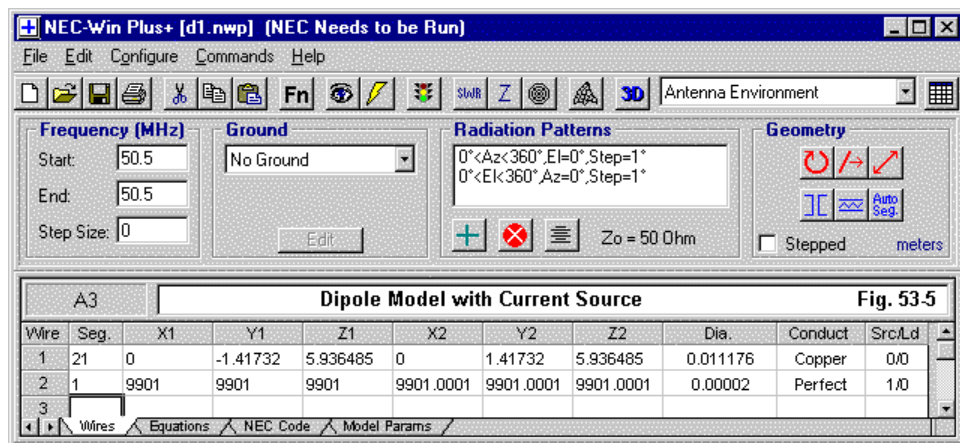 NEC-Win Plus+ [d1.nwp] (NEC Needs to be Run)
File Edit Configure Commands Help
Fn SWR Z 3D Antenna Environment
Frequency (MHz) Ground Radiation Patterns Geometry
Start: 50.5 No Ground 0°<Az<360°,El=0°,Step=1°
0°<El<360°,Az=0°,Step=1°
End: 50.5
Auto Seg.
Step Size: 0 Edit Zo = 50 Ohm Stepped meters
A3 Dipole Model with Current Source Fig. 53-5
Wire Seg. X1 Y1 Z1 X2 Y2 Z2 Dia. Conduct Src/Ld
1 21 0 -1.41732 5.936485 0 1.41732 5.936485 0.011176 Copper 0/0
2 1 9901 9901 9901 9901.0001 9901.0001 9901.0001 0.00002 Perfect 1/0
3
Wires Equations NEC Code Model Params